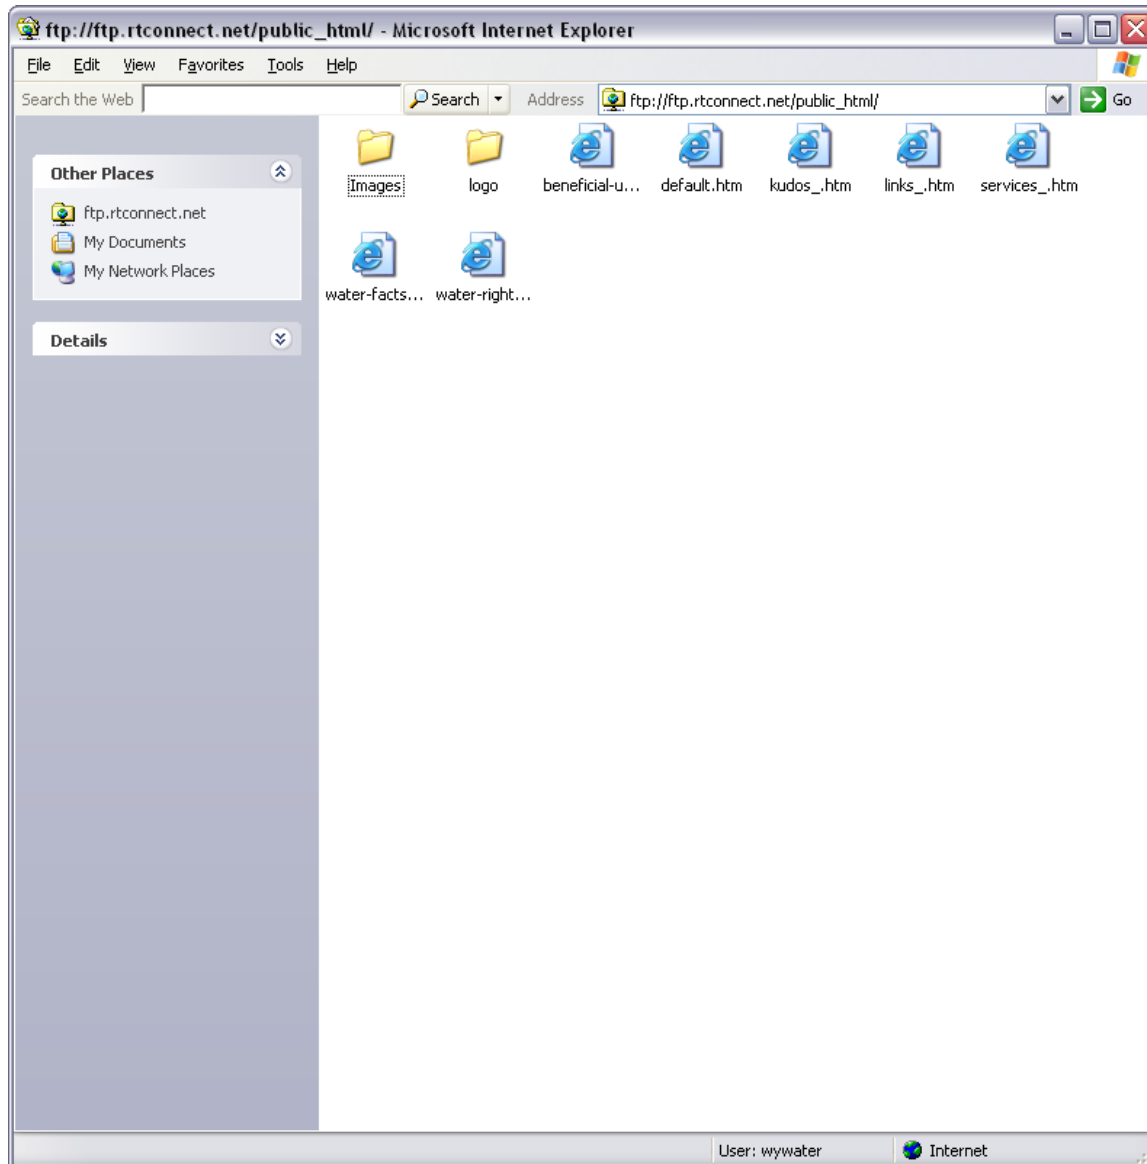 ftp://ftp.rtconnect.net/public_html/ - Microsoft Internet Explorer
File Edit View Favorites Tools Help
Search the Web Search Address ftp://ftp.rtconnect.net/public_html/ Go
Other Places
ftp.rtconnect.net
My Documents
My Network Places
Details
Images logo beneficial-u... default.htm kudos_.htm links_.htm services_.htm
water-facts... water-right...
User: wywater Internet